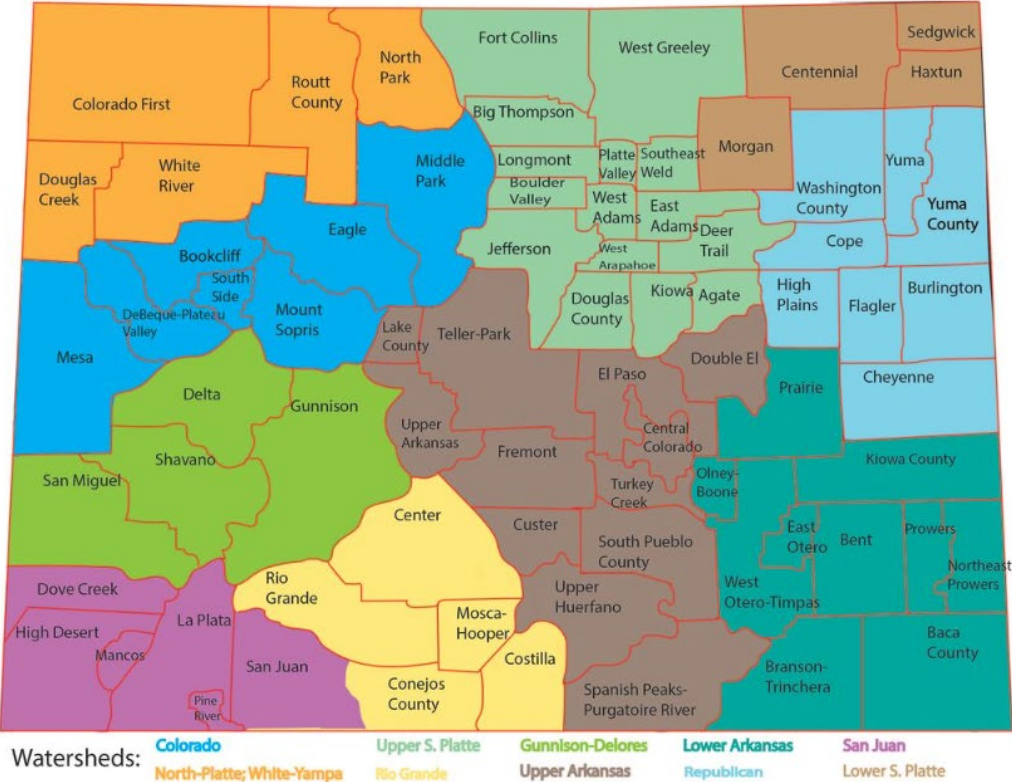 Fort Collins
West Greeley
Sedgwick
North
Park
Centennial
Haxtun
Routt
County
Colorado First
Big Thompson
Morgan
Middle
Park
Longmont
Platte
Valley
Southeast
Weld
Yuma
White
River
Douglas
Creek
Boulder
Valley
Washington
County
West
Adams
East
Adams
Yuma
County
Eagle
Deer
Trail
Jefferson
Cope
Bookcliff
West
Arapahoe
South
Side
High
Plains
Burlington
Douglas
County
Kiowa
Agate
Flagler
DeBeque-Plateau
Valley
Mount
Sopris
Lake
County
Teller-Park
Mesa
Double El
El Paso
Cheyenne
Prairie
Delta
Gunnison
Upper
Arkansas
Central
Colorado
Fremont
Shavano
Kiowa County
San Miguel
Olney-
Boone
Turkey
Creek
Center
Custer
East
Otero
Bent
Prowers
South Pueblo
County
Northeast
Prowers
Dove Creek
Rio
Grande
Upper
Huerfano
West
Otero-Timpas
La Plata
Mosca-
Hooper
High Desert
Baca
County
Mancos
San Juan
Costilla
Branson-
Trinchera
Conejos
County
Spanish Peaks-
Purgatoire River
Pine
River
Watersheds:
Colorado Upper S. Platte Gunnison-Delores Lower Arkansas San Juan
North-Platte; White-Yampa Rio Grande Upper Arkansas Republican Lower S. Platte